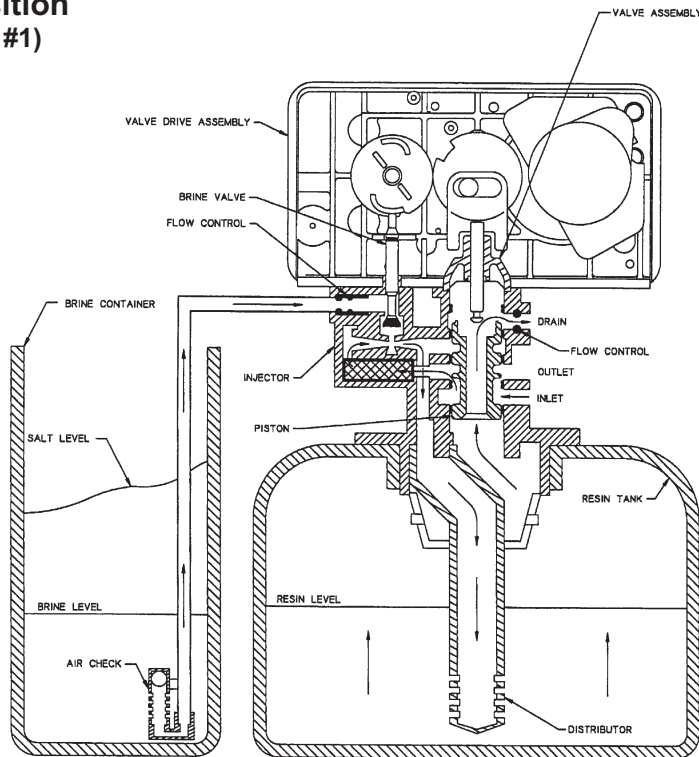 sition
#1)
VALVE ASSEMBLY
VALVE DRIVE ASSEMBLY
BRINE VALVE
FLOW CONTROL
BRINE CONTAINER
DRAIN
FLOW CONTROL
INJECTOR
OUTLET
INLET
PISTON
SALT LEVEL
RESIN TANK
BRINE LEVEL
RESIN LEVEL
AIR CHECK
DISTRIBUTOR